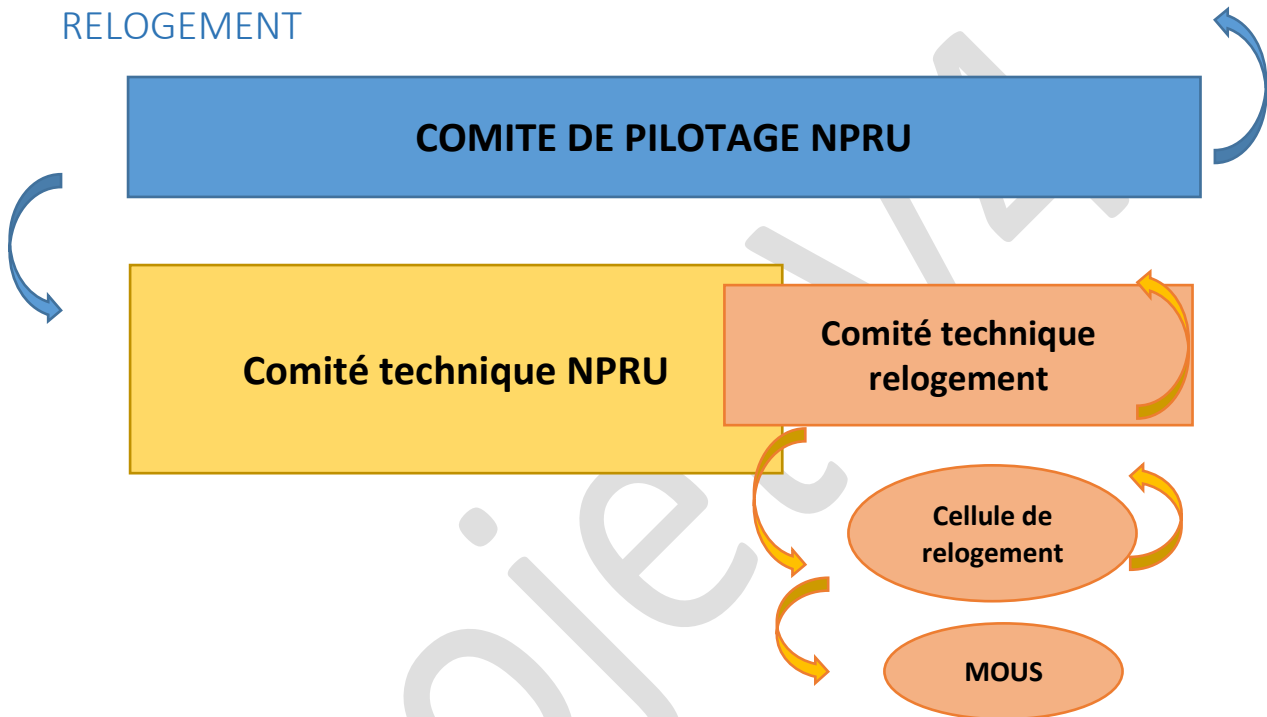 RELOGEMENT
COMITE DE PILOTAGE NPRU
Comité technique NPRU
Comité technique
relogement
Cellule de
relogement
MOUS